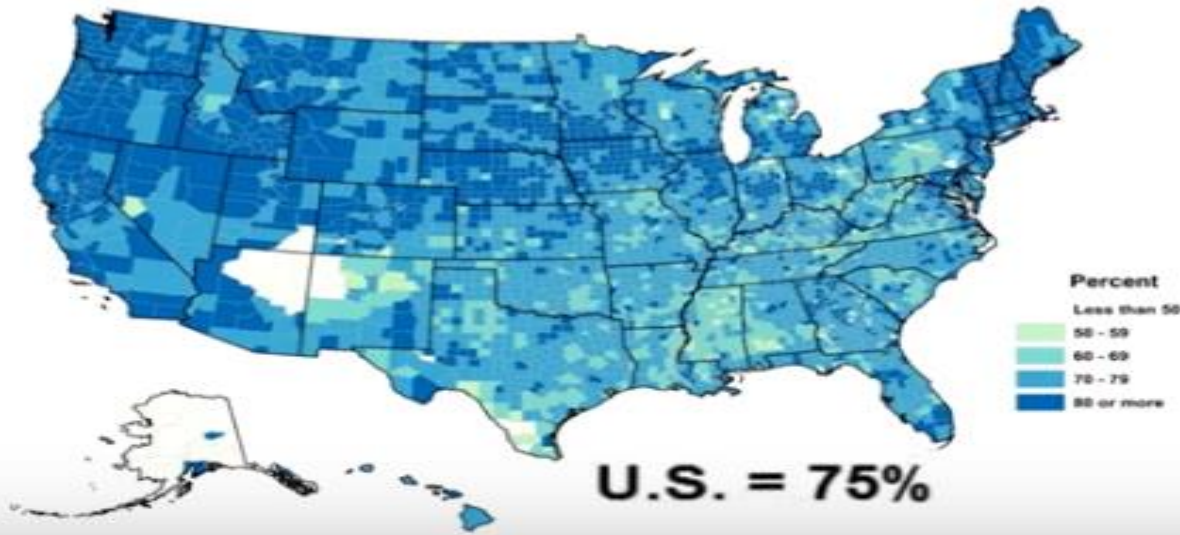 Percent
Less than 50
50 - 59
60 - 69
70 - 79
80 or more
U.S. = 75%